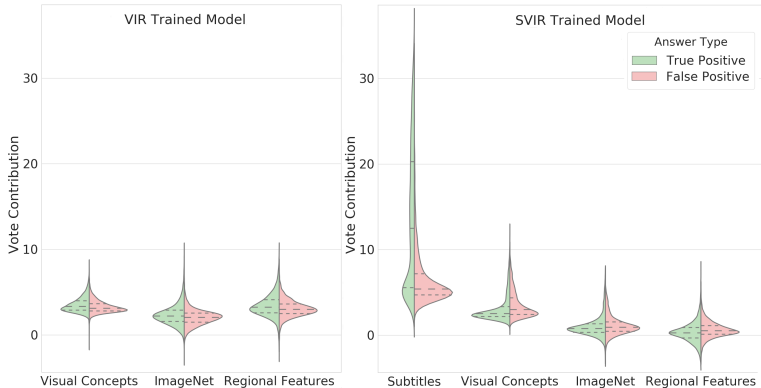 VIR Trained Model
Vote Contribution
30
20
10
0
Visual Concepts ImageNet Regional Features
SVIR Trained Model
Answer Type
True Positive
False Positive
Vote Contribution
30
20
10
0
Subtitles Visual Concepts ImageNet Regional Features